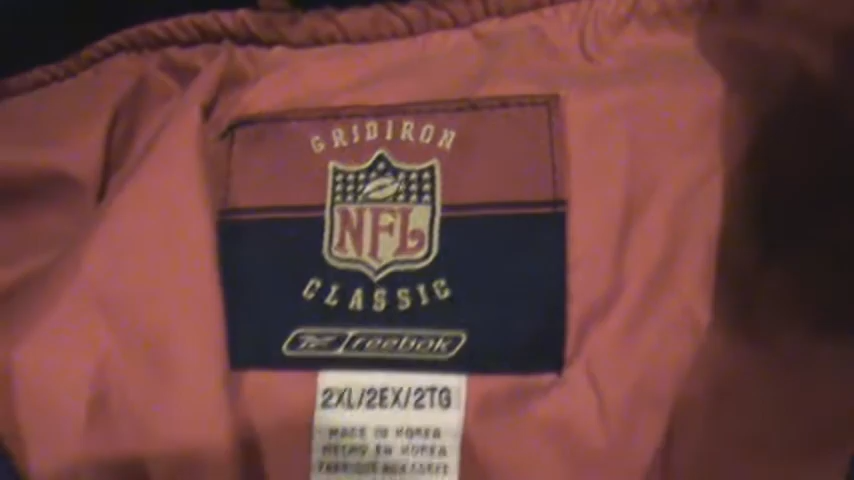 GRIDIRON
NFL
CLASSIC
reebok
2XL/2EX/2TG
MADE IN KOREA
HECHO EN KOREA